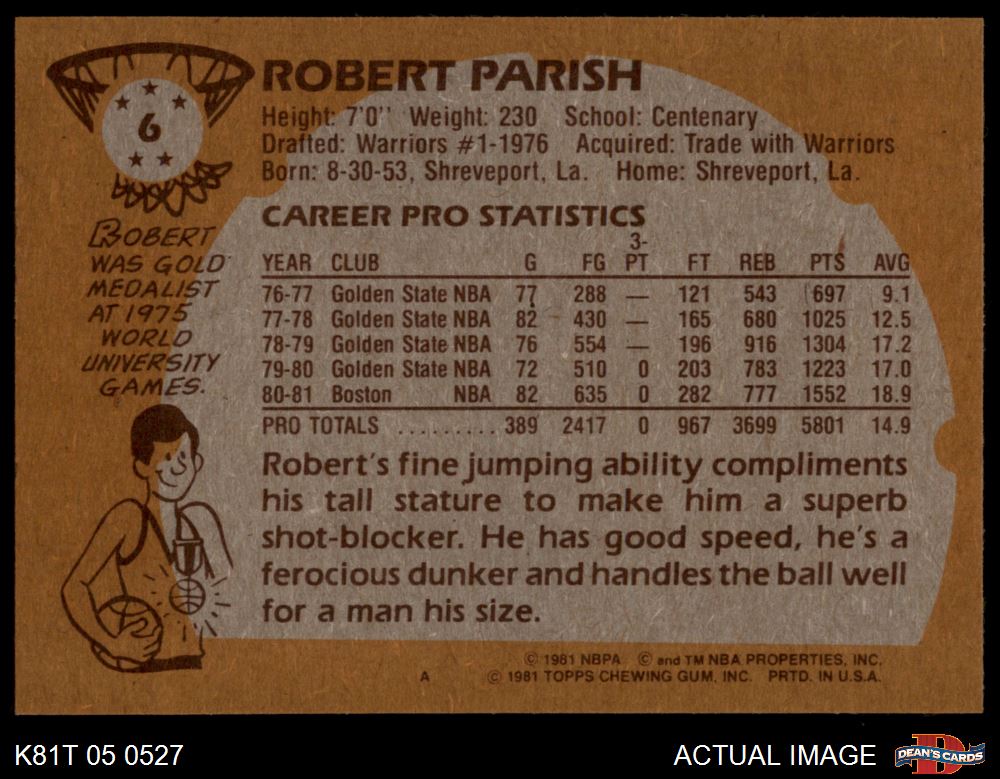 6
ROBERT PARISH
Height: 7'0" Weight: 230 School: Centenary
Drafted: Warriors #1-1976 Acquired: Trade with Warriors
Born: 8-30-53, Shreveport, La. Home: Shreveport, La.
ROBERT
WAS GOLD
MEDALIST
AT 1975
WORLD
UNIVERSITY
GAMES.
CAREER PRO STATISTICS
YEAR CLUB G FG 3-PT FT REB PTS AVG
76-77 Golden State NBA 77 288 — 121 543 697 9.1
77-78 Golden State NBA 82 430 — 165 680 1025 12.5
78-79 Golden State NBA 76 554 — 196 916 1304 17.2
79-80 Golden State NBA 72 510 0 203 783 1223 17.0
80-81 Boston NBA 82 635 0 282 777 1552 18.9
PRO TOTALS .......... 389 2417 0 967 3699 5801 14.9
Robert's fine jumping ability compliments
his tall stature to make him a superb
shot-blocker. He has good speed, he's a
ferocious dunker and handles the ball well
for a man his size.
© 1981 NBPA © and TM NBA PROPERTIES, INC.
A © 1981 TOPPS CHEWING GUM, INC. PRTD. IN U.S.A.
K81T 05 0527
ACTUAL IMAGE
D
DEAN'S CARDS